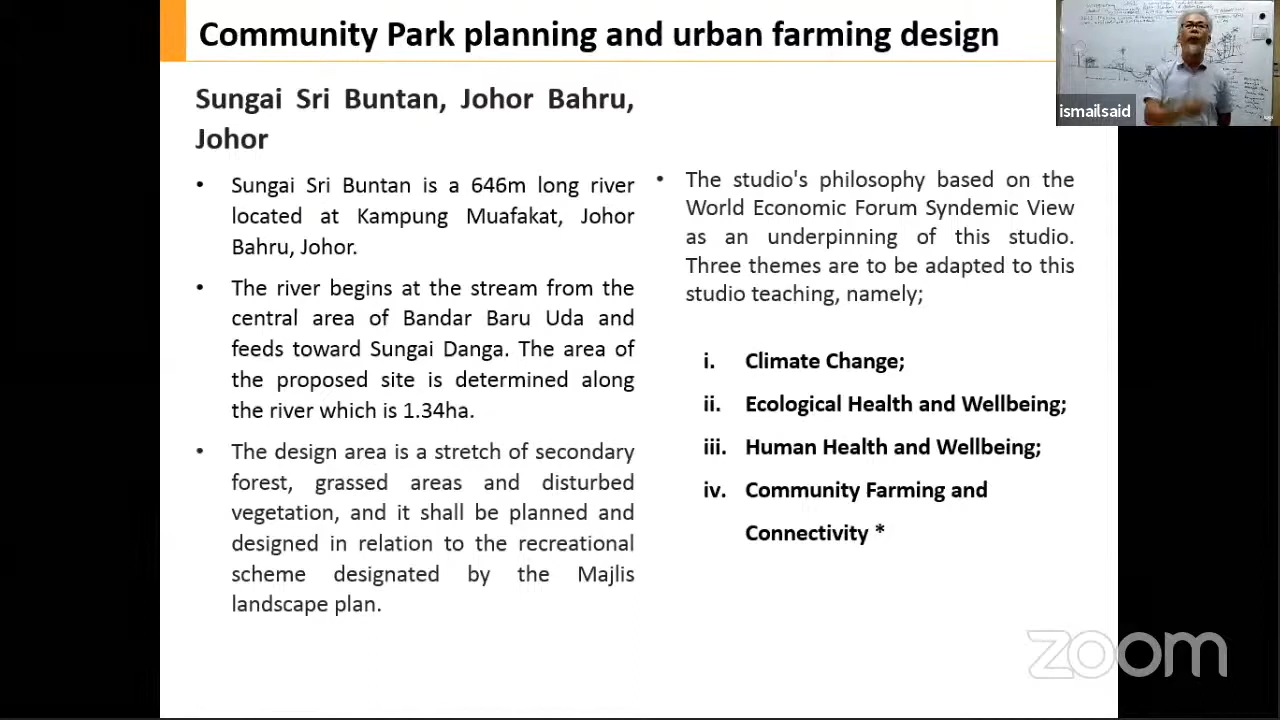 Community Park planning and urban farming design
Sungai Sri Buntan, Johor Bahru,
Johor
• Sungai Sri Buntan is a 646m long river
located at Kampung Muafakat, Johor
Bahru, Johor.
• The river begins at the stream from the
central area of Bandar Baru Uda and
feeds toward Sungai Danga. The area of
the proposed site is determined along
the river which is 1.34ha.
• The design area is a stretch of secondary
forest, grassed areas and disturbed
vegetation, and it shall be planned and
designed in relation to the recreational
scheme designated by the Majlis
landscape plan.
• The studio's philosophy based on the
World Economic Forum Syndemic View
as an underpinning of this studio.
Three themes are to be adapted to this
studio teaching, namely;
i. Climate Change;
ii. Ecological Health and Wellbeing;
iii. Human Health and Wellbeing;
iv. Community Farming and
Connectivity *
ismailsaid
zoom